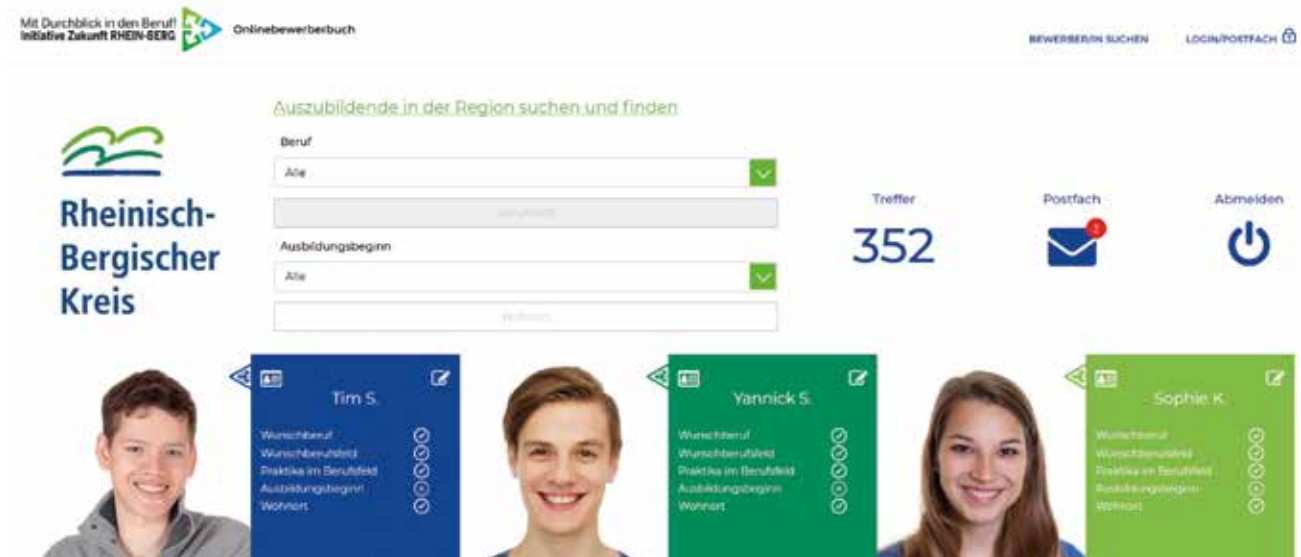 Mit Durchblick in den Beruf!
Initiative Zukunft RHEIN-BERG
Onlinebewerberbuch
BEWERBER/IN SUCHEN
LOGIN/POSTFACH
Auszubildende in der Region suchen und finden
Beruf
Alle
Ausbildungsbeginn
Alle
Wohnort
Rheinisch-
Bergischer
Kreis
Treffer
352
Postfach
2
Abmelden
Tim S.
Wunschberuf
Wunschberufsfeld
Praktika im Berufsfeld
Ausbildungsbeginn
Wohnort
Yannick S.
Wunschberuf
Wunschberufsfeld
Praktika im Berufsfeld
Ausbildungsbeginn
Wohnort
Sophie K.
Wunschberuf
Wunschberufsfeld
Praktika im Berufsfeld
Ausbildungsbeginn
Wohnort